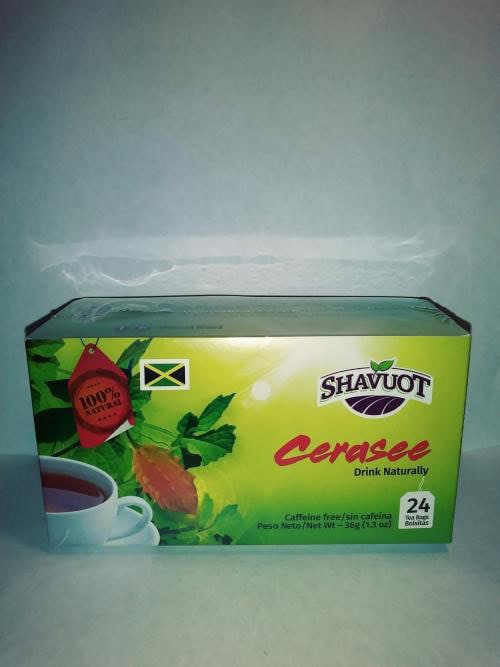 100%
NATURAL
SHAVUOT
Cerasee
Drink Naturally
24
Tea Bags
Bolsitas
Caffeine free/sin cafeina
Peso Neto/Net Wt – 36g (1.3 oz)